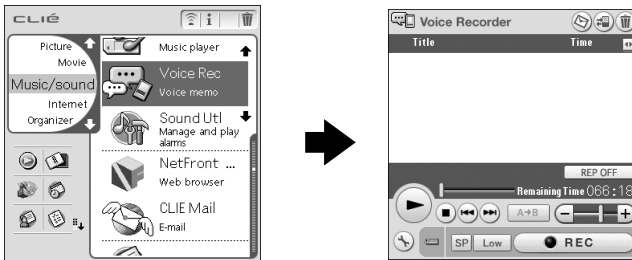 CLIÉ
i
Picture
Movie
Music/sound
Internet
Organizer
Music player
Voice Rec
Voice memo
Sound Utl
Manage and play
alarms
NetFront ...
Web browser
CLIE Mail
E-mail
Voice Recorder
Title Time
REP OFF
Remaining Time 066:18
A→B
SP Low REC